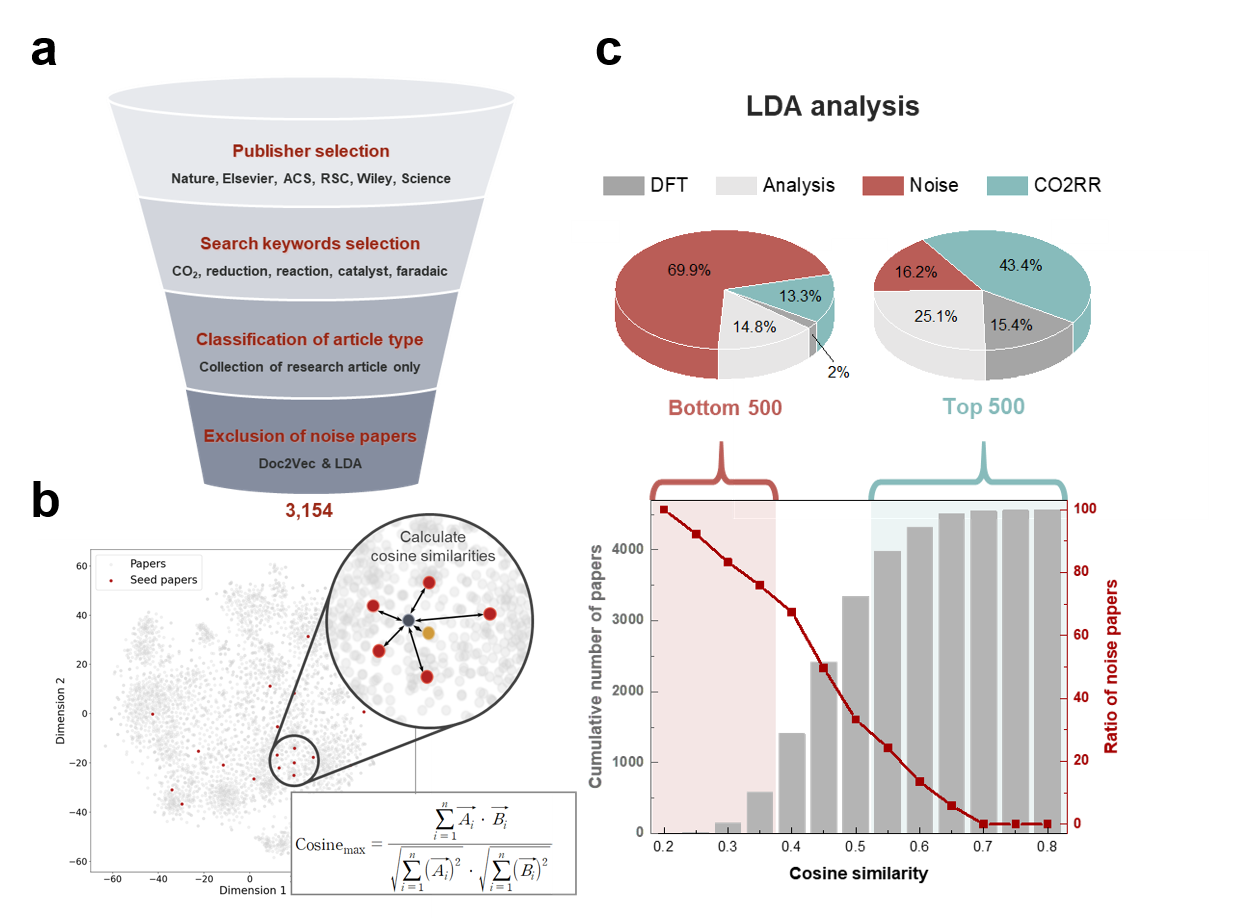 a
Publisher selection
Nature, Elsevier, ACS, RSC, Wiley, Science
Search keywords selection
CO2, reduction, reaction, catalyst, faradaic
Classification of article type
Collection of research article only
Exclusion of noise papers
Doc2Vec & LDA
3,154
b
Papers
Seed papers
Calculate
cosine similarities
60
40
20
0
−20
−40
−60
Dimension 2
−60
−40
−20
0
Dimension 1
Cosinemax = \frac{\sum_{i=1}^{n} \overrightarrow{A_i} \cdot \overrightarrow{B_i}}{\sqrt{\sum_{i=1}^{n} (\overrightarrow{A_i})^2} \cdot \sqrt{\sum_{i=1}^{n} (\overrightarrow{B_i})^2}}
c
LDA analysis
DFT
Analysis
Noise
CO2RR
69.9%
13.3%
14.8%
2%
16.2%
43.4%
25.1%
15.4%
Bottom 500
Top 500
4000
3000
2000
1000
0
Cumulative number of papers
100
80
60
40
20
0
Ratio of noise papers
0.2
0.3
0.4
0.5
0.6
0.7
0.8
Cosine similarity